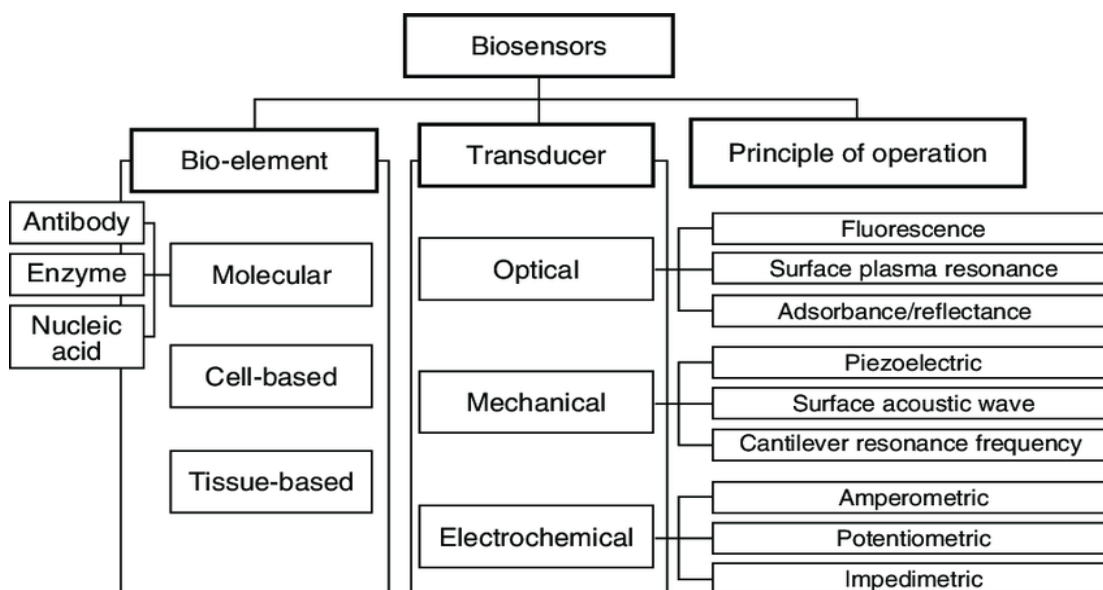 Biosensors
Bio-element
Transducer
Principle of operation
Antibody
Enzyme
Nucleic
acid
Molecular
Cell-based
Tissue-based
Optical
Mechanical
Electrochemical
Fluorescence
Surface plasma resonance
Adsorbance/reflectance
Piezoelectric
Surface acoustic wave
Cantilever resonance frequency
Amperometric
Potentiometric
Impedimetric